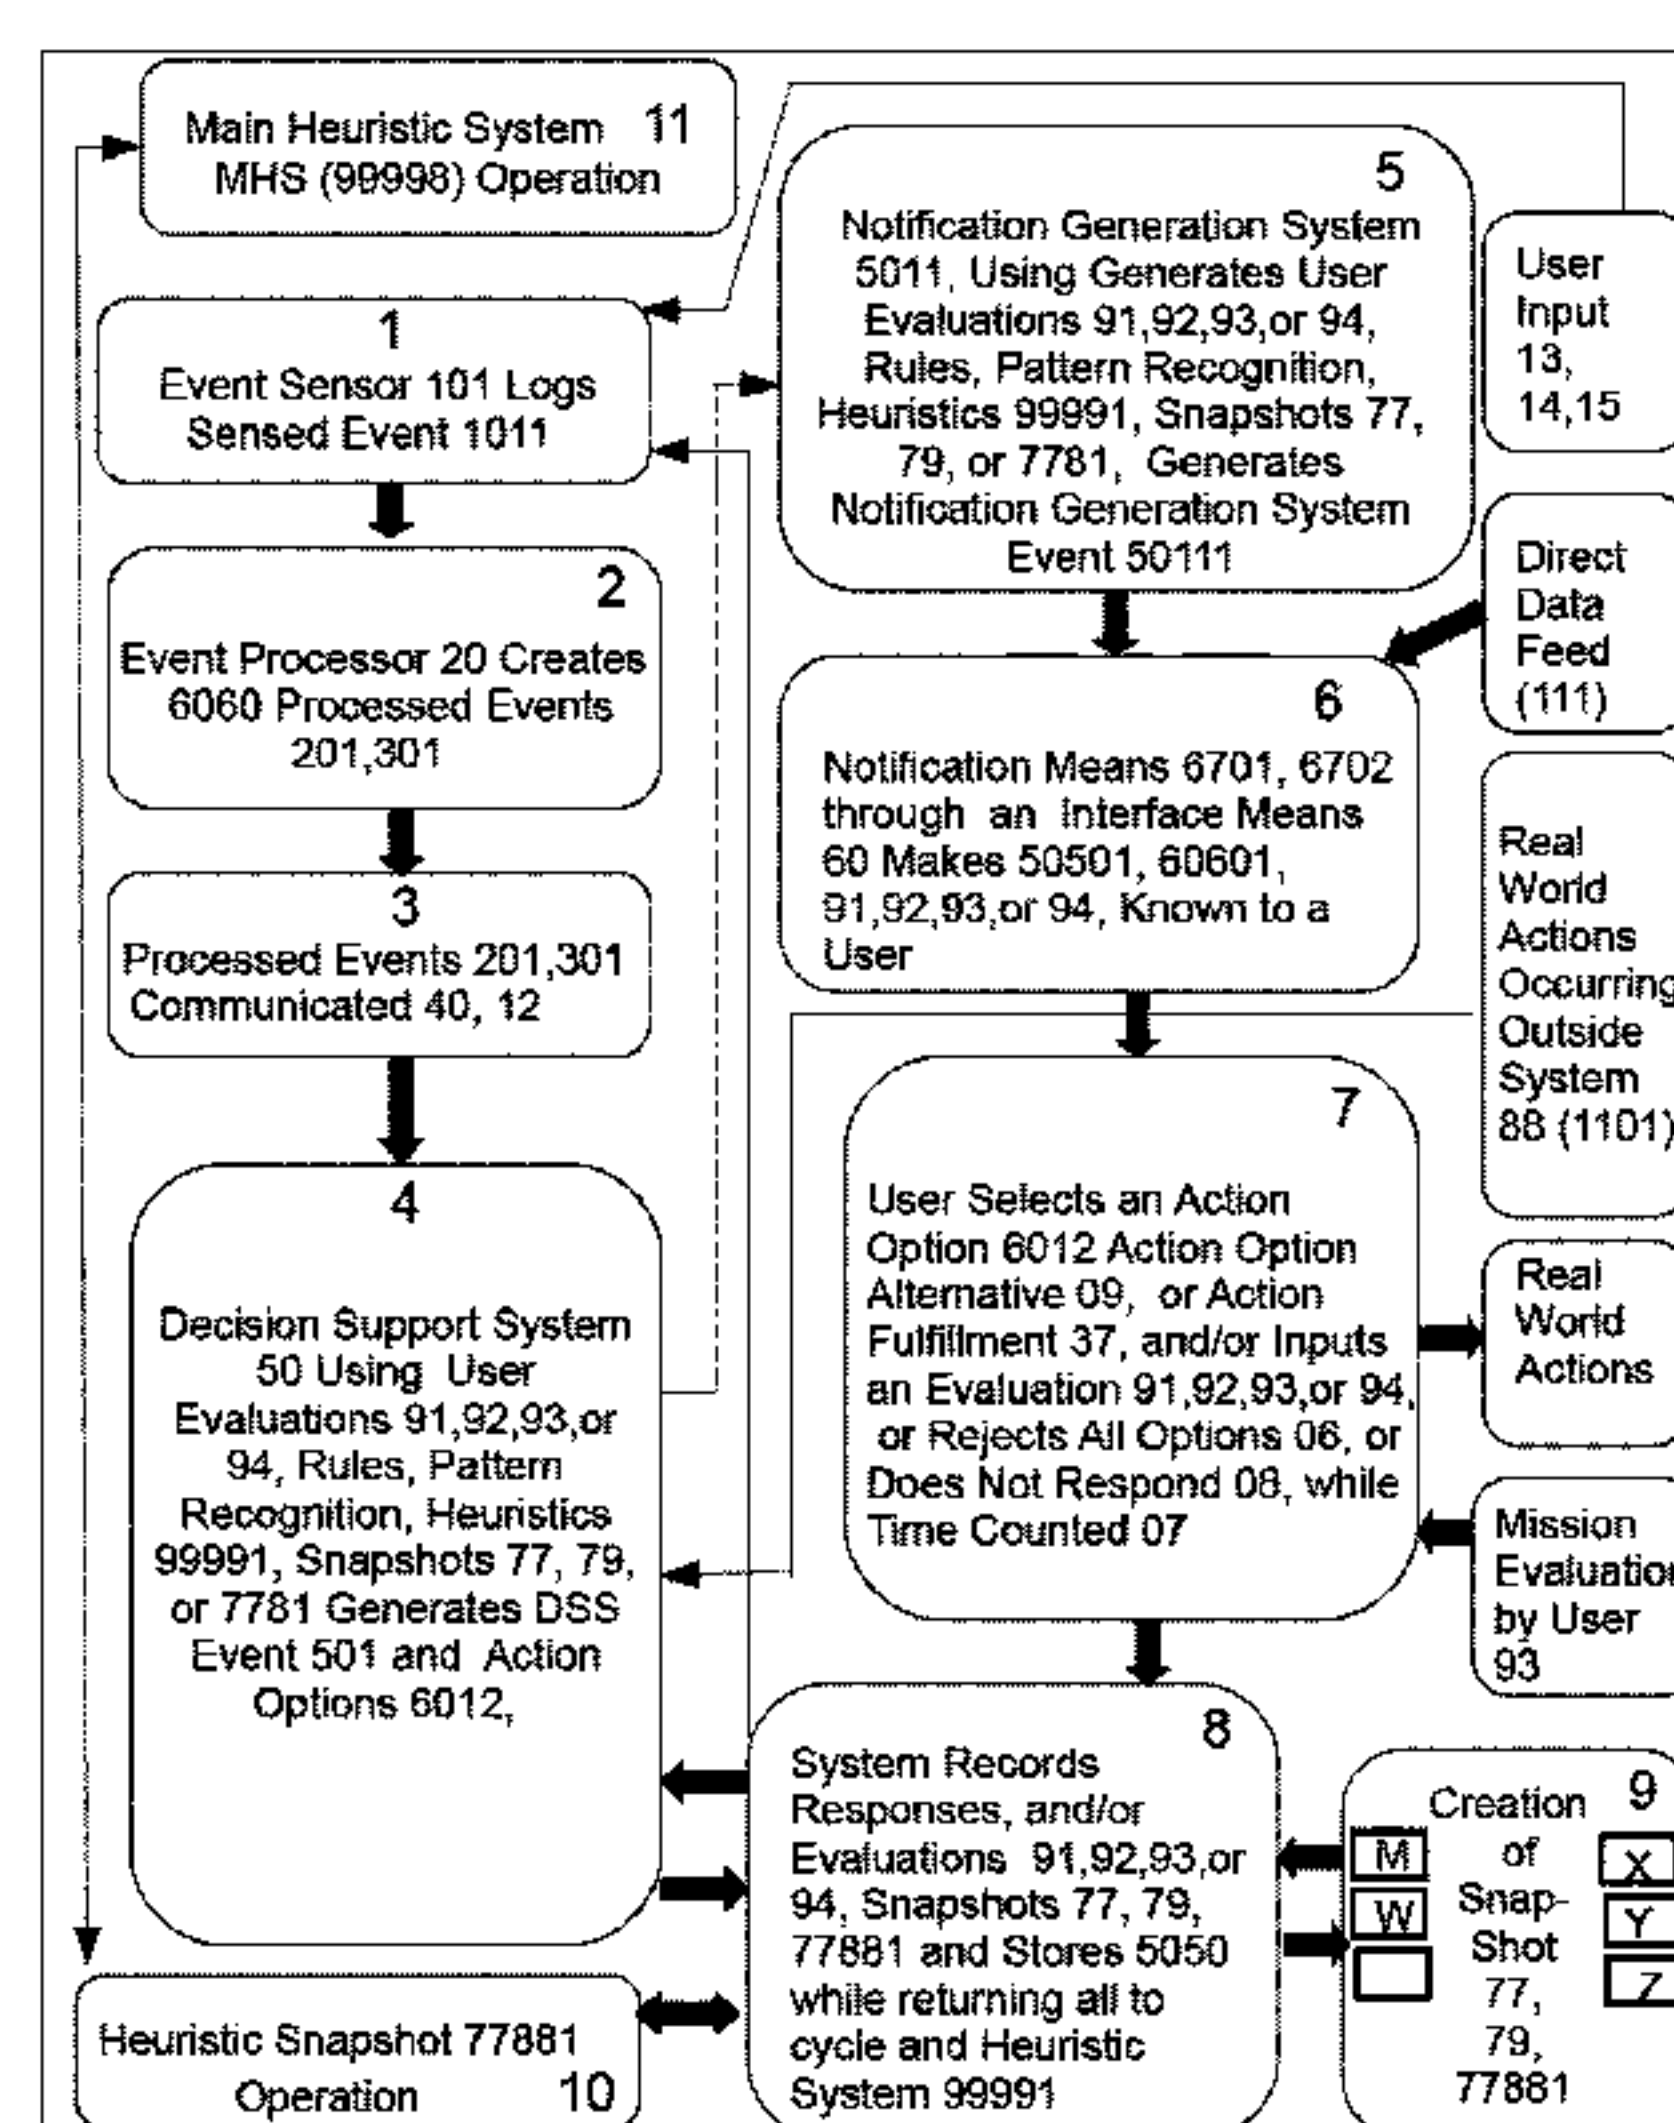 Main Heuristic System 11
MHS (99998) Operation
1
Event Sensor 101 Logs
Sensed Event 1011
2
Event Processor 20 Creates
6060 Processed Events
201,301
3
Processed Events 201,301
Communicated 40, 12
4
Decision Support System
50 Using User
Evaluations 91,92,93,or
94, Rules, Pattern
Recognition, Heuristics
99991, Snapshots 77, 79,
or 7781 Generates DSS
Event 501 and Action
Options 6012,
Heuristic Snapshot 77881
Operation 10
5
Notification Generation System
5011, Using Generates User
Evaluations 91,92,93,or 94,
Rules, Pattern Recognition,
Heuristics 99991, Snapshots 77,
79, or 7781, Generates
Notification Generation System
Event 50111
6
Notification Means 6701, 6702
through an Interface Means
60 Makes 50501, 60601,
91,92,93,or 94, Known to a
User
7
User Selects an Action
Option 6012 Action Option
Alternative 09, or Action
Fulfillment 37, and/or Inputs
an Evaluation 91,92,93,or 94,
or Rejects All Options 06, or
Does Not Respond 08, while
Time Counted 07
8
System Records
Responses, and/or
Evaluations 91,92,93,or
94, Snapshots 77, 79,
77881 and Stores 5050
while returning all to
cycle and Heuristic
System 99991
User
Input
13,
14,15
Direct
Data
Feed
(111)
Real
World
Actions
Occurring
Outside
System
88 (1101)
Real
World
Actions
Mission
Evaluation
by User
93
9
Creation
of
Snap-
Shot
77,
79,
77881
M
W
X
Y
Z